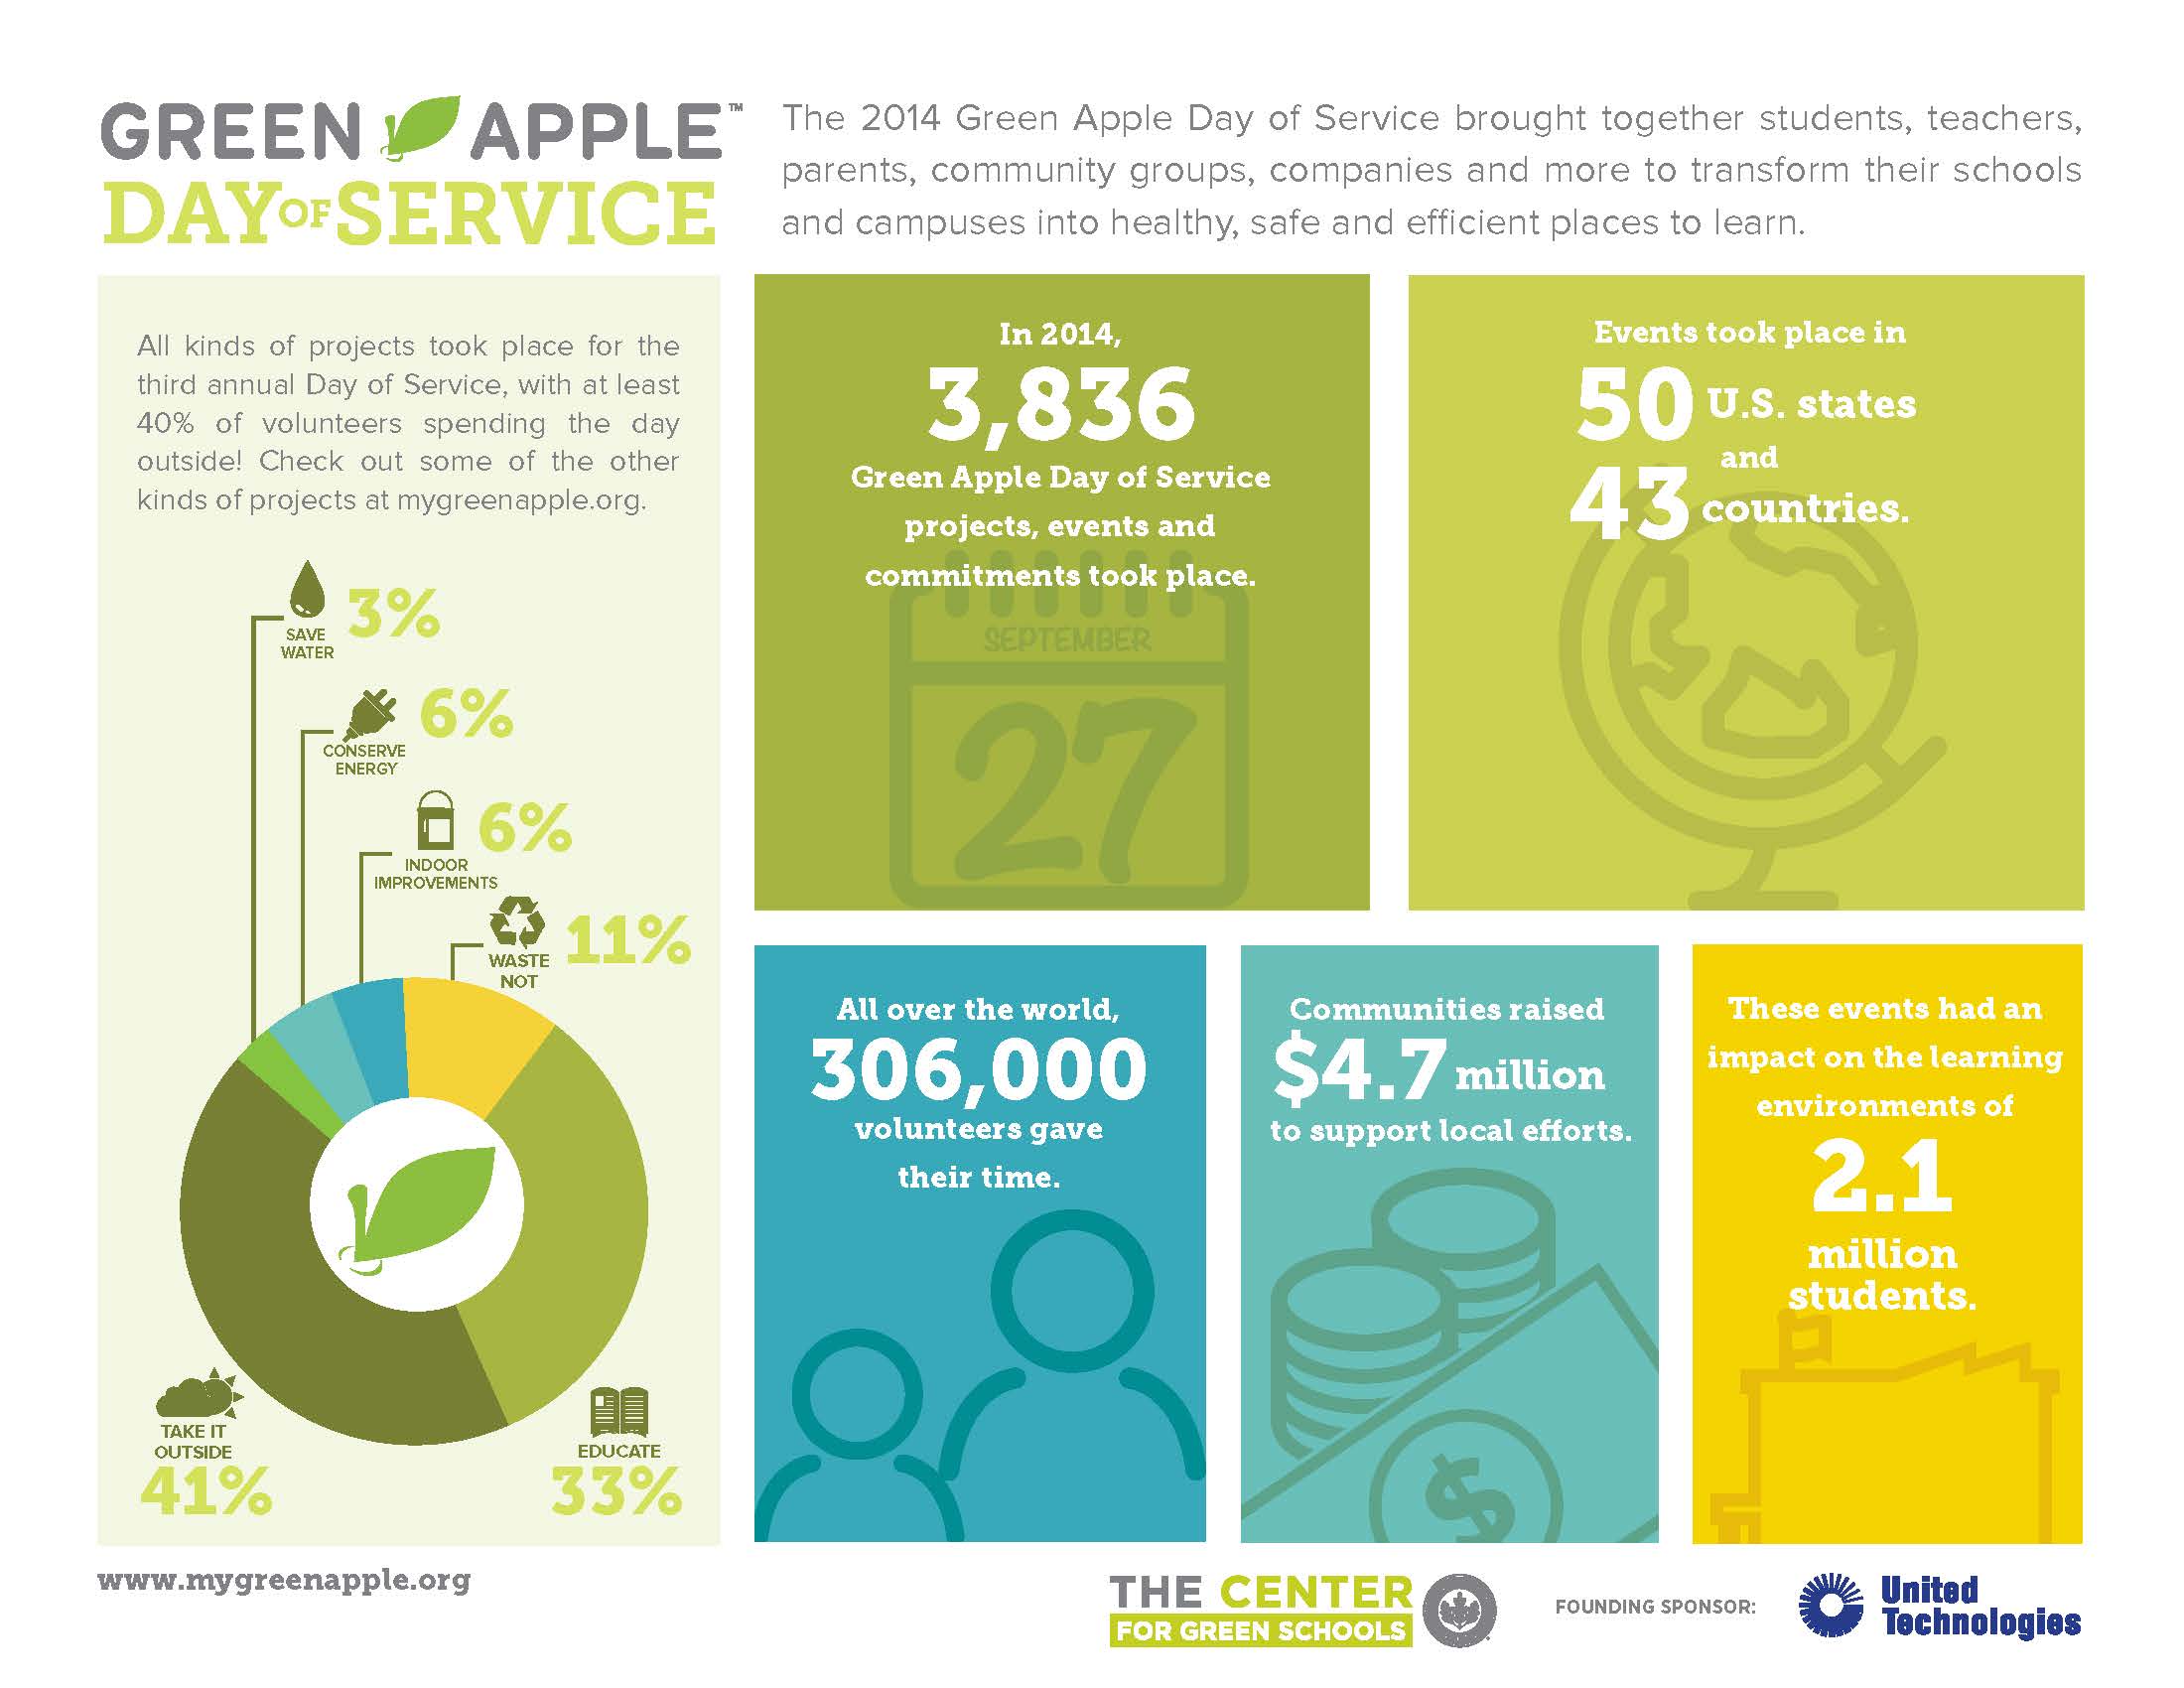 GREEN APPLE™
DAY OF SERVICE
The 2014 Green Apple Day of Service brought together students, teachers,
parents, community groups, companies and more to transform their schools
and campuses into healthy, safe and efficient places to learn.
All kinds of projects took place for the
third annual Day of Service, with at least
40% of volunteers spending the day
outside! Check out some of the other
kinds of projects at mygreenapple.org.
3%
SAVE
WATER
6%
CONSERVE
ENERGY
6%
INDOOR
IMPROVEMENTS
11%
WASTE
NOT
TAKE IT
OUTSIDE
41%
EDUCATE
33%
In 2014,
3,836
Green Apple Day of Service
projects, events and
commitments took place.
SEPTEMBER
27
Events took place in
50 U.S. states
and
43 countries.
All over the world,
306,000
volunteers gave
their time.
Communities raised
$4.7 million
to support local efforts.
$
These events had an
impact on the learning
environments of
2.1
million
students.
www.mygreenapple.org
THE CENTER
FOR GREEN SCHOOLS
FOUNDING SPONSOR:
United
Technologies